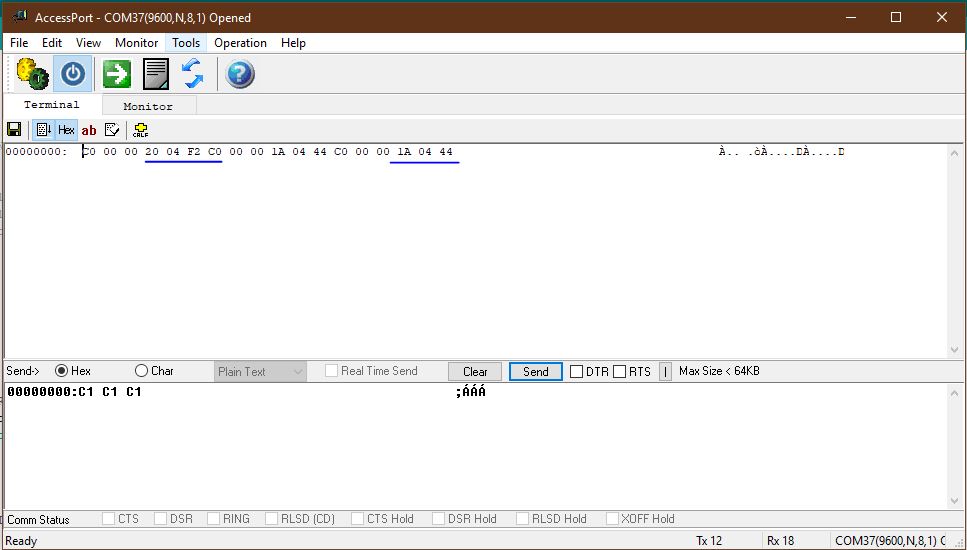 AccessPort - COM37(9600,N,8,1) Opened
File Edit View Monitor Tools Operation Help
Terminal Monitor
Hex ab CRLF
00000000: C0 00 00 20 04 F2 C0 00 00 1A 04 44 C0 00 00 1A 04 44 À.. .òÀ....DÀ....D
Send-> Hex Char Plain Text Real Time Send Clear Send DTR RTS | Max Size < 64KB
00000000:C1 C1 C1 ;ÁÁÁ
Comm Status CTS DSR RING RLSD (CD) CTS Hold DSR Hold RLSD Hold XOFF Hold
Ready Tx 12 Rx 18 COM37(9600,N,8,1) C